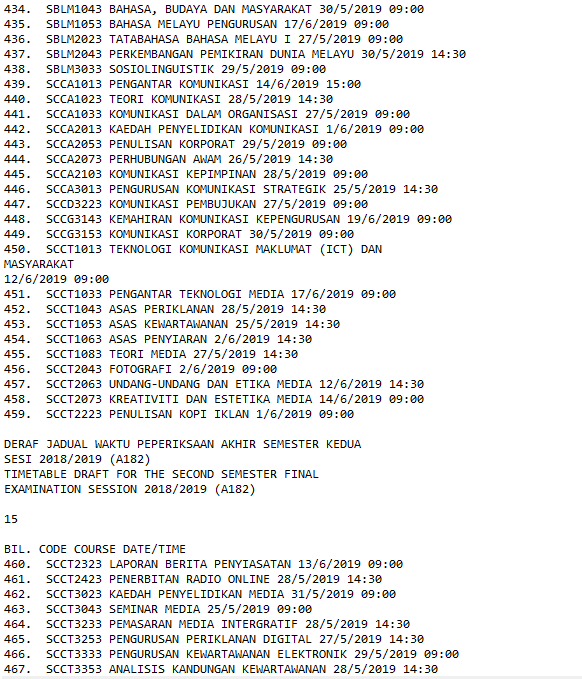 434.  SBLM1043 BAHASA, BUDAYA DAN MASYARAKAT 30/5/2019 09:00
435.  SBLM1053 BAHASA MELAYU PENGURUSAN 17/6/2019 09:00
436.  SBLM2023 TATABAHASA BAHASA MELAYU I 27/5/2019 09:00
437.  SBLM2043 PERKEMBANGAN PEMIKIRAN DUNIA MELAYU 30/5/2019 14:30
438.  SBLM3033 SOSIOLINGUISTIK 29/5/2019 09:00
439.  SCCA1013 PENGANTAR KOMUNIKASI 14/6/2019 15:00
440.  SCCA1023 TEORI KOMUNIKASI 28/5/2019 14:30
441.  SCCA1033 KOMUNIKASI DALAM ORGANISASI 27/5/2019 09:00
442.  SCCA2013 KAEDAH PENYELIDIKAN KOMUNIKASI 1/6/2019 09:00
443.  SCCA2053 PENULISAN KORPORAT 29/5/2019 09:00
444.  SCCA2073 PERHUBUNGAN AWAM 26/5/2019 14:30
445.  SCCA2103 KOMUNIKASI KEPIMPINAN 28/5/2019 09:00
446.  SCCA3013 PENGURUSAN KOMUNIKASI STRATEGIK 25/5/2019 14:30
447.  SCCD3223 KOMUNIKASI PEMBUJUKAN 27/5/2019 09:00
448.  SCCG3143 KEMAHIRAN KOMUNIKASI KEPENGURUSAN 19/6/2019 09:00
449.  SCCG3153 KOMUNIKASI KORPORAT 30/5/2019 09:00
450.  SCCT1013 TEKNOLOGI KOMUNIKASI MAKLUMAT (ICT) DAN
MASYARAKAT
12/6/2019 09:00
451.  SCCT1033 PENGANTAR TEKNOLOGI MEDIA 17/6/2019 09:00
452.  SCCT1043 ASAS PERIKLANAN 28/5/2019 14:30
453.  SCCT1053 ASAS KEWARTAWANAN 25/5/2019 14:30
454.  SCCT1063 ASAS PENYIARAN 2/6/2019 14:30
455.  SCCT1083 TEORI MEDIA 27/5/2019 14:30
456.  SCCT2043 FOTOGRAFI 2/6/2019 09:00
457.  SCCT2063 UNDANG-UNDANG DAN ETIKA MEDIA 12/6/2019 14:30
458.  SCCT2073 KREATIVITI DAN ESTETIKA MEDIA 14/6/2019 09:00
459.  SCCT2223 PENULISAN KOPI IKLAN 1/6/2019 09:00
DERAF JADUAL WAKTU PEPERIKSAAN AKHIR SEMESTER KEDUA
SESI 2018/2019 (A182)
TIMETABLE DRAFT FOR THE SECOND SEMESTER FINAL
EXAMINATION SESSION 2018/2019 (A182)
15
BIL. CODE COURSE DATE/TIME
460.  SCCT2323 LAPORAN BERITA PENYIASATAN 13/6/2019 09:00
461.  SCCT2423 PENERBITAN RADIO ONLINE 28/5/2019 14:30
462.  SCCT3023 KAEDAH PENYELIDIKAN MEDIA 31/5/2019 09:00
463.  SCCT3043 SEMINAR MEDIA 25/5/2019 09:00
464.  SCCT3233 PEMASARAN MEDIA INTERGRATIF 28/5/2019 14:30
465.  SCCT3253 PENGURUSAN PERIKLANAN DIGITAL 27/5/2019 14:30
466.  SCCT3333 PENGURUSAN KEWARTAWANAN ELEKTRONIK 29/5/2019 09:00
467.  SCCT3353 ANALISIS KANDUNGAN KEWARTAWANAN 28/5/2019 14:30